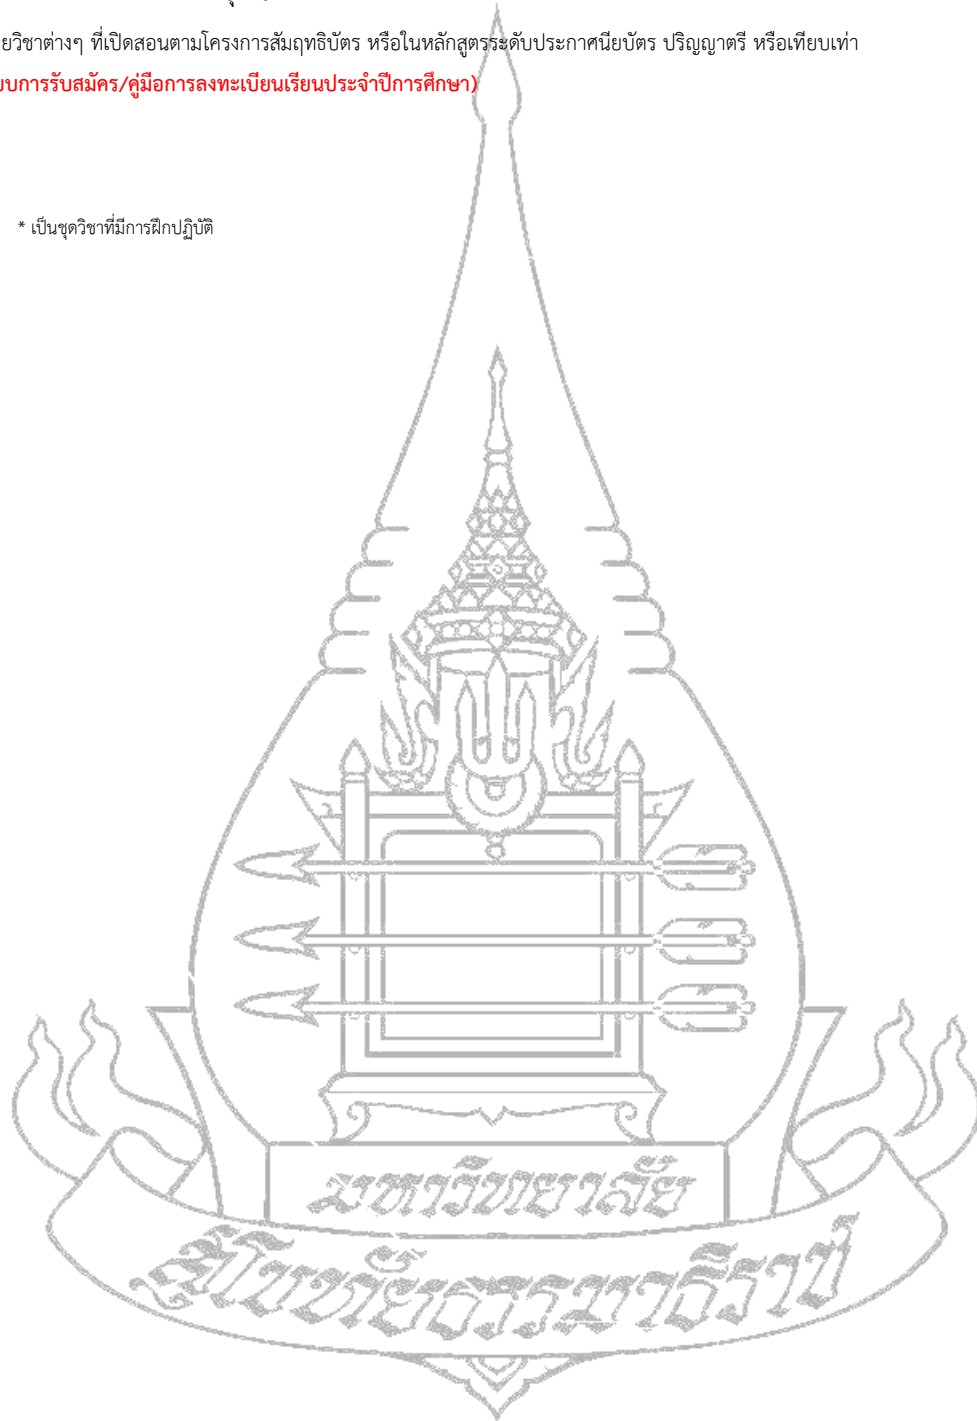 ยวิชาต่างๆ ที่เปิดสอนตามโครงการสัมฤทธิบัตร หรือในหลักสูตรระดับประกาศนียบัตร ปริญญาตรี หรือเทียบเท่า
บบการรับสมัคร/คู่มือการลงทะเบียนเรียนประจำปีการศึกษา)
* เป็นชุดวิชาที่มีการฝึกปฏิบัติ
มหาวิทยาลัย
สุโขทัยธรรมาธิราช